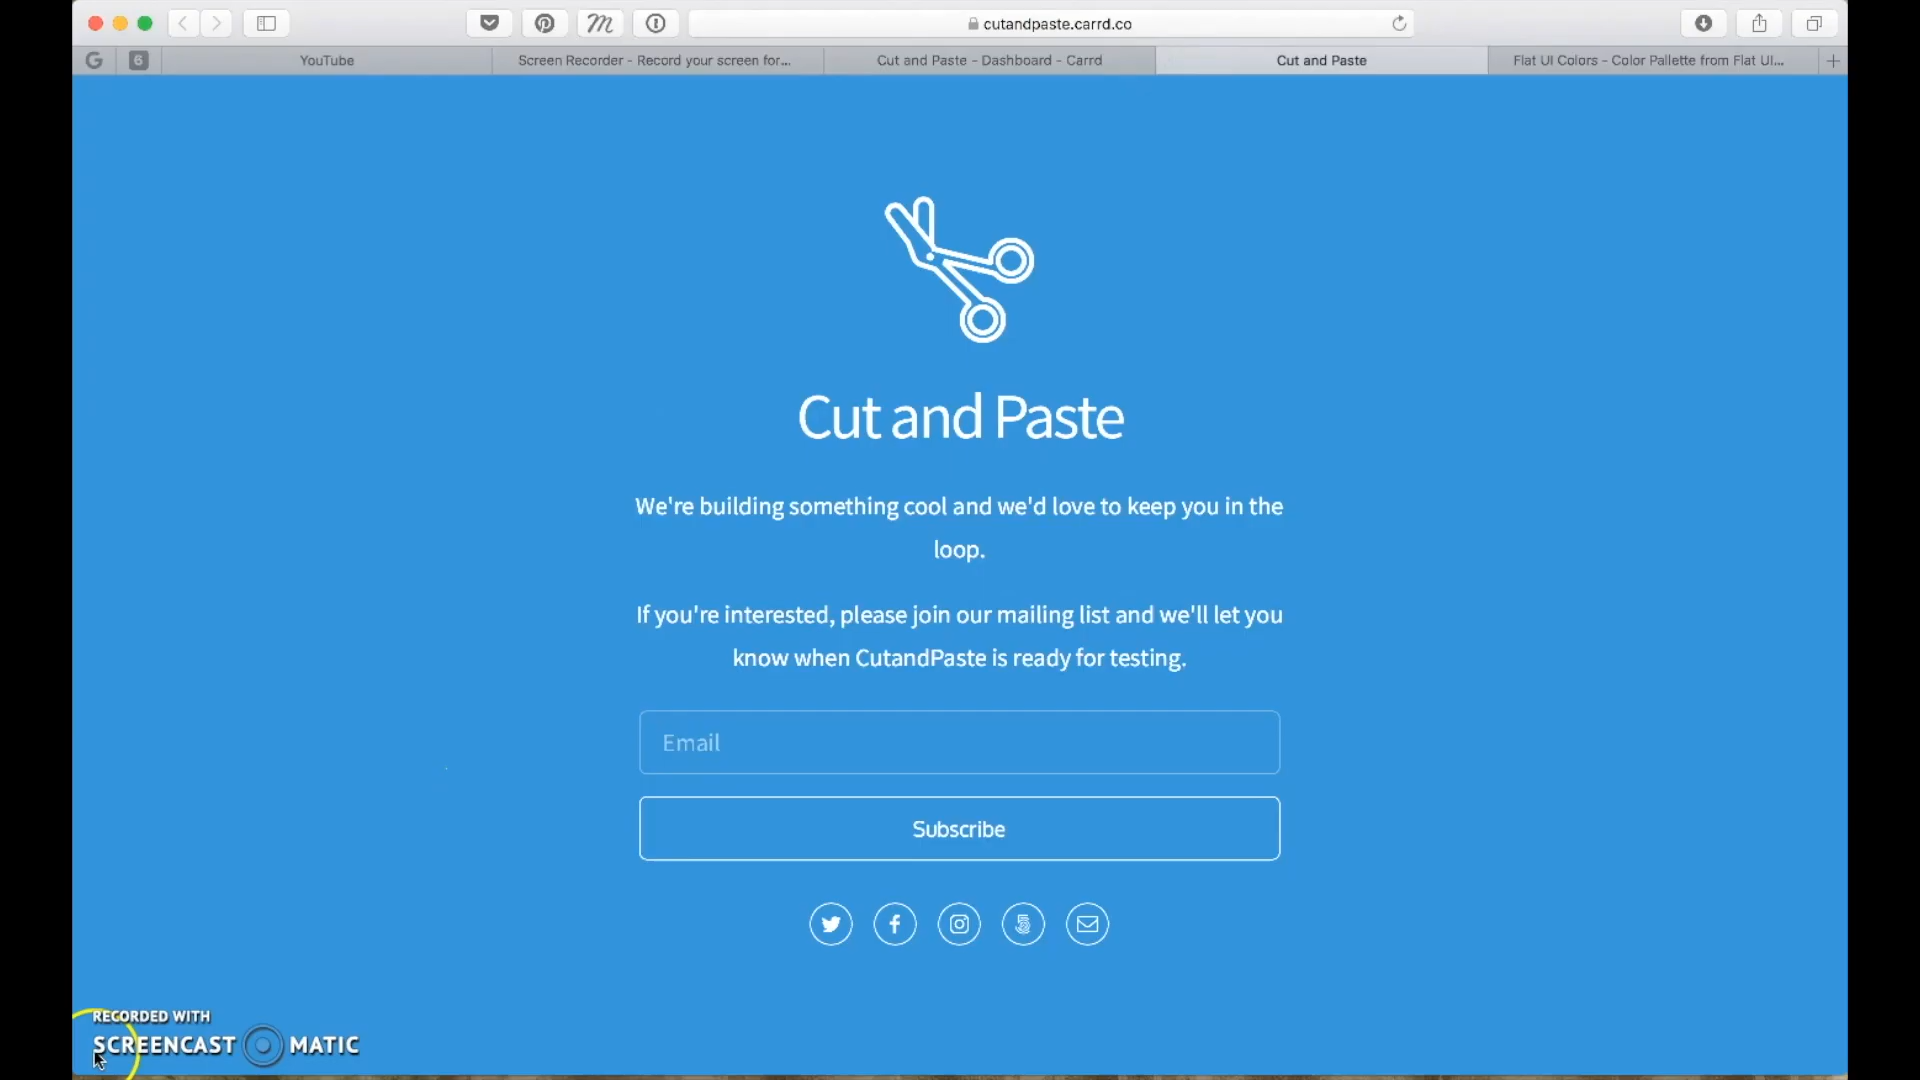 cutandpaste.carrd.co
G
6
YouTube
Screen Recorder - Record your screen for...
Cut and Paste - Dashboard - Carrd
Cut and Paste
Flat UI Colors - Color Pallette from Flat UI...
Cut and Paste
We're building something cool and we'd love to keep you in the
loop.
If you're interested, please join our mailing list and we'll let you
know when CutandPaste is ready for testing.
Email
Subscribe
RECORDED WITH
SCREENCAST MATIC